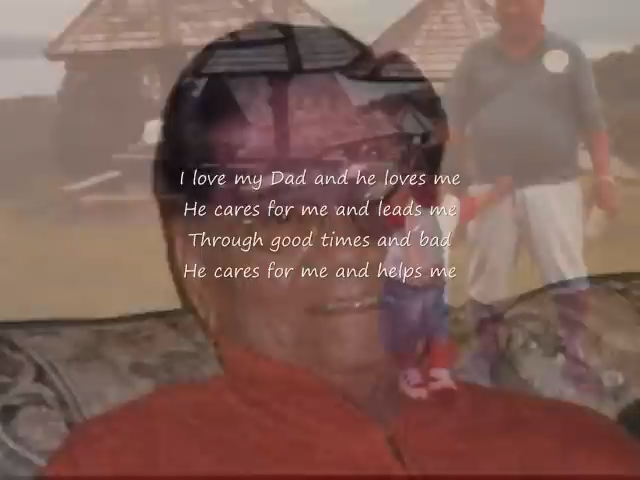 I love my Dad and he loves me
He cares for me and leads me
Through good times and bad
He cares for me and helps me